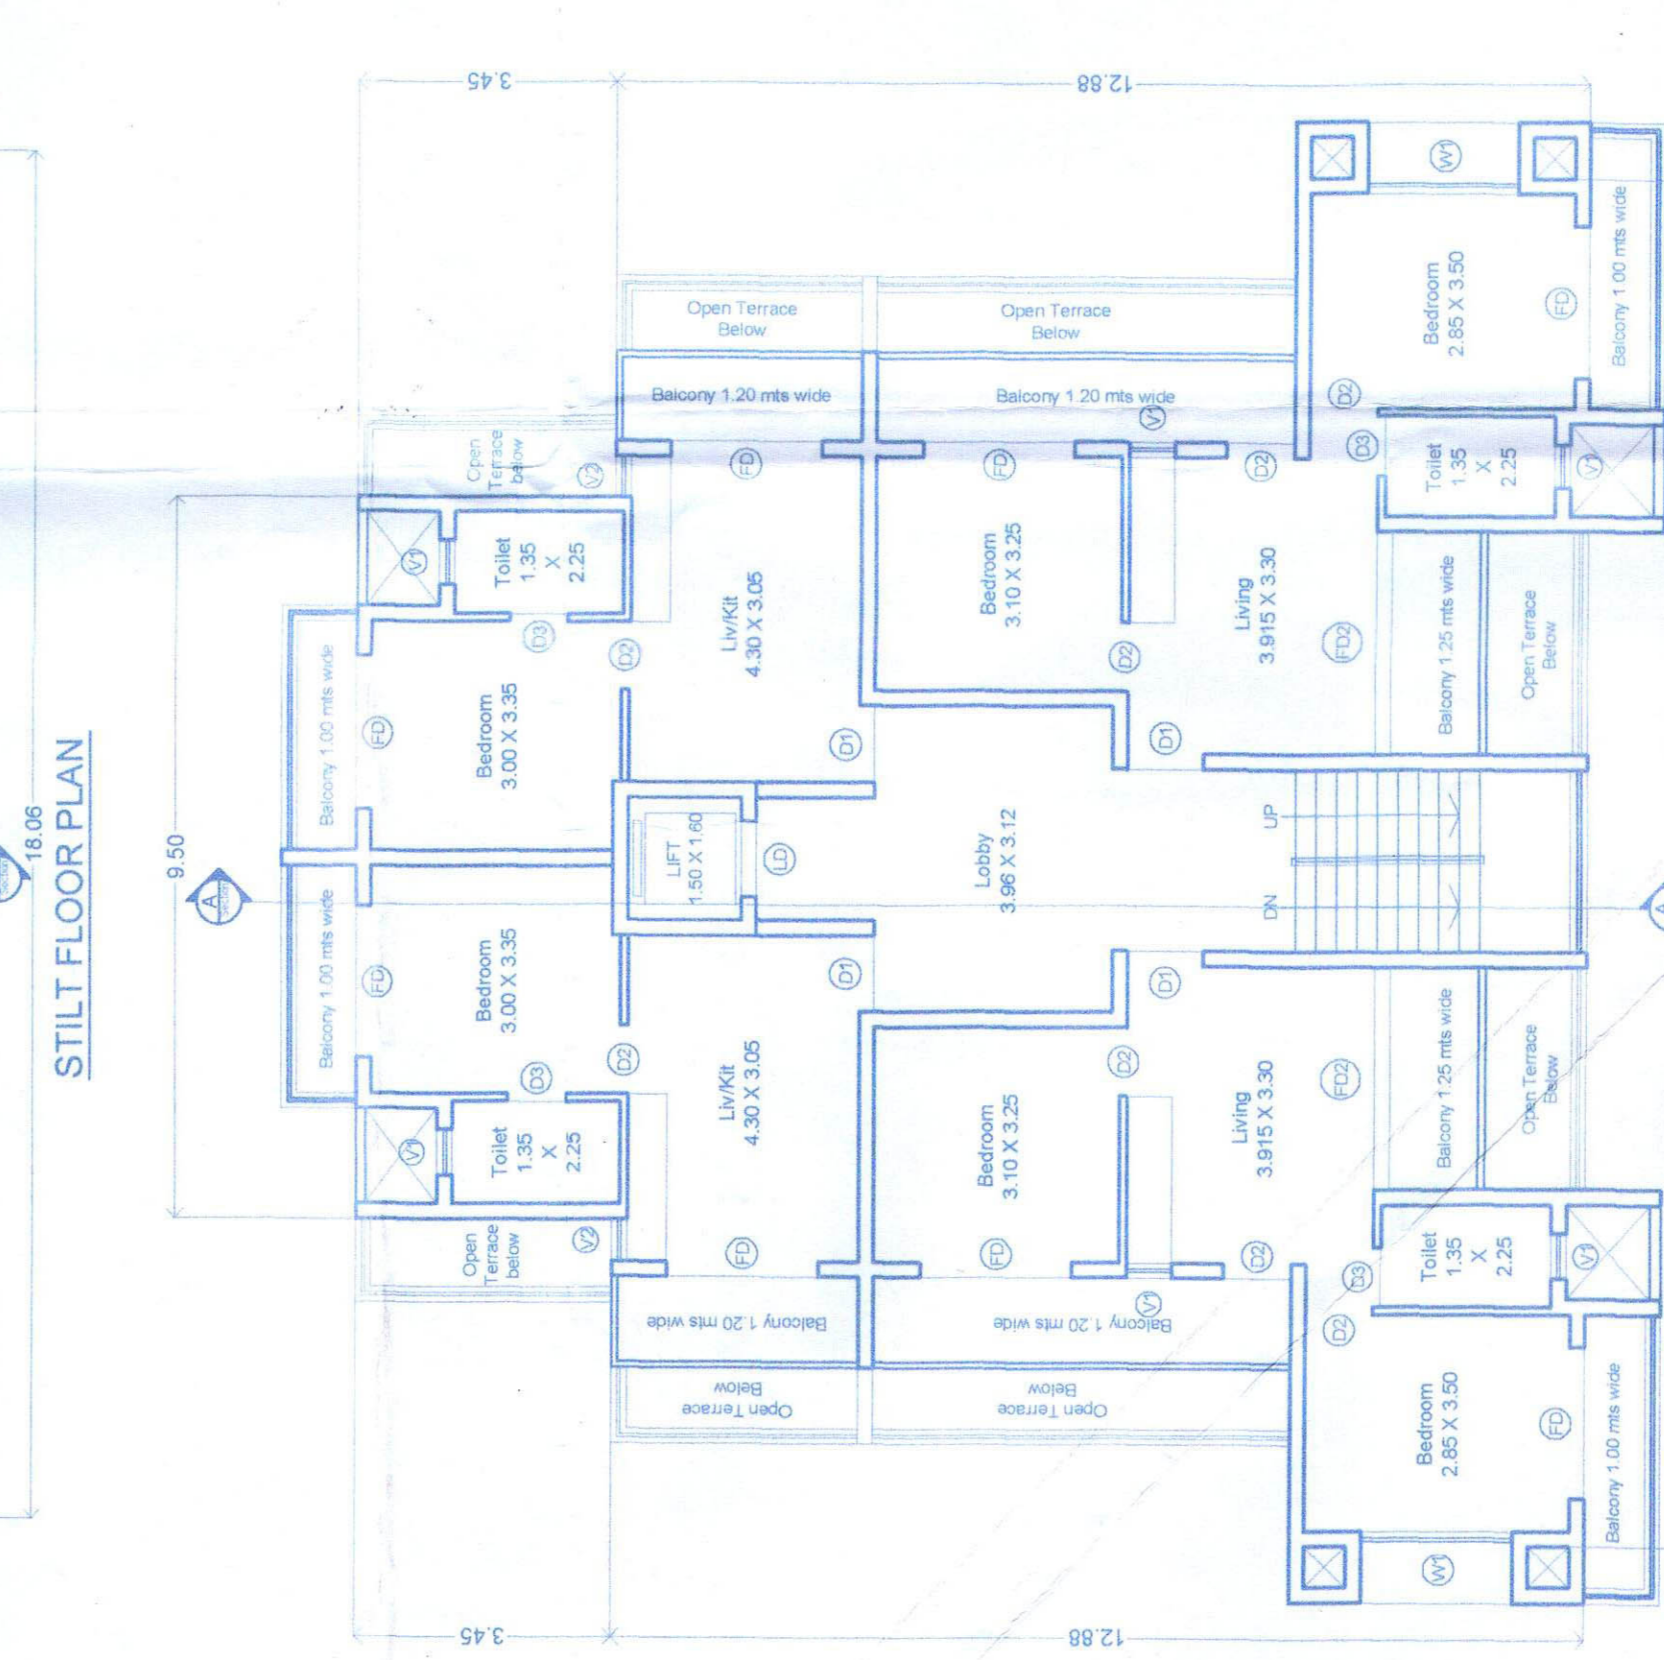 18.06
STILT FLOOR PLAN
9.50
A
Section
Section
3.45
12.88
3.45
12.88
Balcony 1.00 mts wide
FD
Bedroom
3.00 X 3.35
D3
D2
V1
Toilet
1.35
X
2.25
Open
Terrace
below
V2
Liv/Kit
4.30 X 3.05
FD
D1
Balcony 1.20 mts wide
Open Terrace
Below
Balcony 1.00 mts wide
FD
Bedroom
3.00 X 3.35
D3
D2
V1
Toilet
1.35
X
2.25
Open
Terrace
below
V2
Liv/Kit
4.30 X 3.05
FD
D1
Balcony 1.20 mts wide
Open Terrace
Below
LIFT
1.50 X 1.60
LD
Lobby
3.96 X 3.12
UP
DN
A
Bedroom
3.10 X 3.25
FD
D2
D1
V1
Balcony 1.20 mts wide
Open Terrace
Below
Living
3.915 X 3.30
D2
FD2
Balcony 1.25 mts wide
Open Terrace
Below
D3
Toilet
1.35
X
2.25
V1
D2
Bedroom
2.85 X 3.50
W1
FD
Balcony 1.00 mts wide
Bedroom
3.10 X 3.25
FD
D2
D1
V1
Balcony 1.20 mts wide
Open Terrace
Below
Living
3.915 X 3.30
D2
FD2
Balcony 1.25 mts wide
Open Terrace
Below
D3
Toilet
1.35
X
2.25
V1
D2
Bedroom
2.85 X 3.50
W1
FD
Balcony 1.00 mts wide